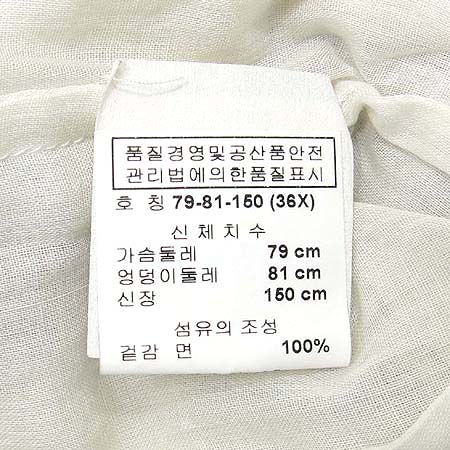 품질경영및공산품안전
관리법에의한품질표시
호 칭 79-81-150 (36X)
신체치수
가슴둘레 79 cm
엉덩이둘레 81 cm
신장 150 cm
섬유의 조성
겉감 면 100%